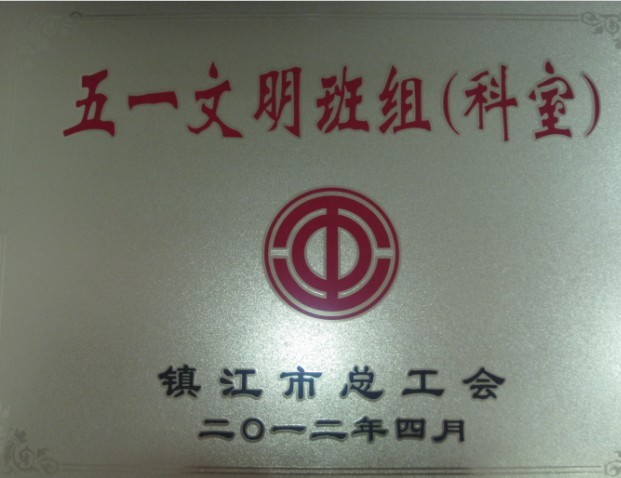 五一文明班组(科室)
镇江市总工会
二〇一二年四月